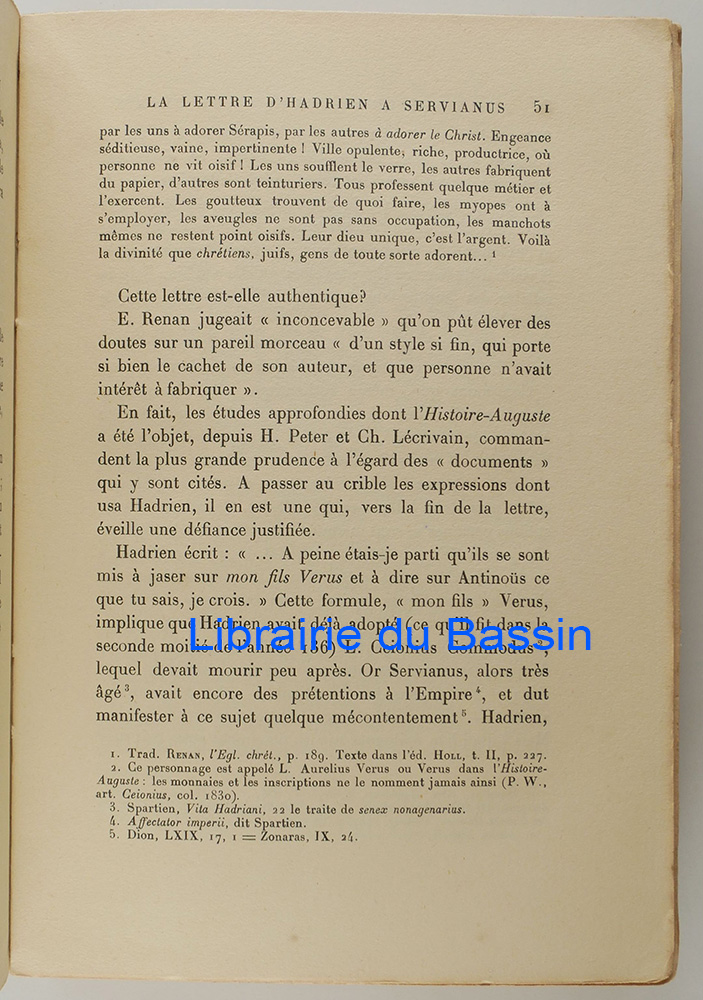 LA LETTRE D'HADRIEN A SERVIANUS 51
par les uns à adorer Sérapis, par les autres à adorer le Christ. Engeance
séditieuse, vaine, impertinente ! Ville opulente, riche, productrice, où
personne ne vit oisif ! Les uns soufflent le verre, les autres fabriquent
du papier, d'autres sont teinturiers. Tous professent quelque métier et
l'exercent. Les goutteux trouvent de quoi faire, les myopes ont à
s'employer, les aveugles ne sont pas sans occupation, les manchots
mêmes ne restent point oisifs. Leur dieu unique, c'est l'argent. Voilà
la divinité que chrétiens, juifs, gens de toute sorte adorent... 1
Cette lettre est-elle authentique?
E. Renan jugeait « inconcevable » qu'on pût élever des
doutes sur un pareil morceau « d'un style si fin, qui porte
si bien le cachet de son auteur, et que personne n'avait
intérêt à fabriquer ».
En fait, les études approfondies dont l'Histoire-Auguste
a été l'objet, depuis H. Peter et Ch. Lécrivain, comman-
dent la plus grande prudence à l'égard des « documents »
qui y sont cités. A passer au crible les expressions dont
usa Hadrien, il en est une qui, vers la fin de la lettre,
éveille une défiance justifiée.
Hadrien écrit : « ... A peine étais-je parti qu'ils se sont
mis à jaser sur mon fils Verus et à dire sur Antinoüs ce
que tu sais, je crois. » Cette formule, « mon fils » Verus,
implique que Hadrien avait déjà adopté (ce qu'il fit dans la
Librairie du Bassin
seconde moitié de l'année 136) L. Ceionius Commodus 2,
lequel devait mourir peu après. Or Servianus, alors très
âgé 3, avait encore des prétentions à l'Empire 4, et dut
manifester à ce sujet quelque mécontentement 5. Hadrien,
1. Trad. RENAN, l'Egl. chrét., p. 189. Texte dans l'éd. HOLL, t. II, p. 227.
2. Ce personnage est appelé L. Aurelius Verus ou Verus dans l'Histoire-
Auguste : les monnaies et les inscriptions ne le nomment jamais ainsi (P. W.,
art. Ceionius, col. 1830).
3. Spartien, Vita Hadriani, 22 le traite de senex nonagenarius.
4. Affectator imperii, dit Spartien.
5. Dion, LXIX, 17, 1 = Zonaras, IX, 24.